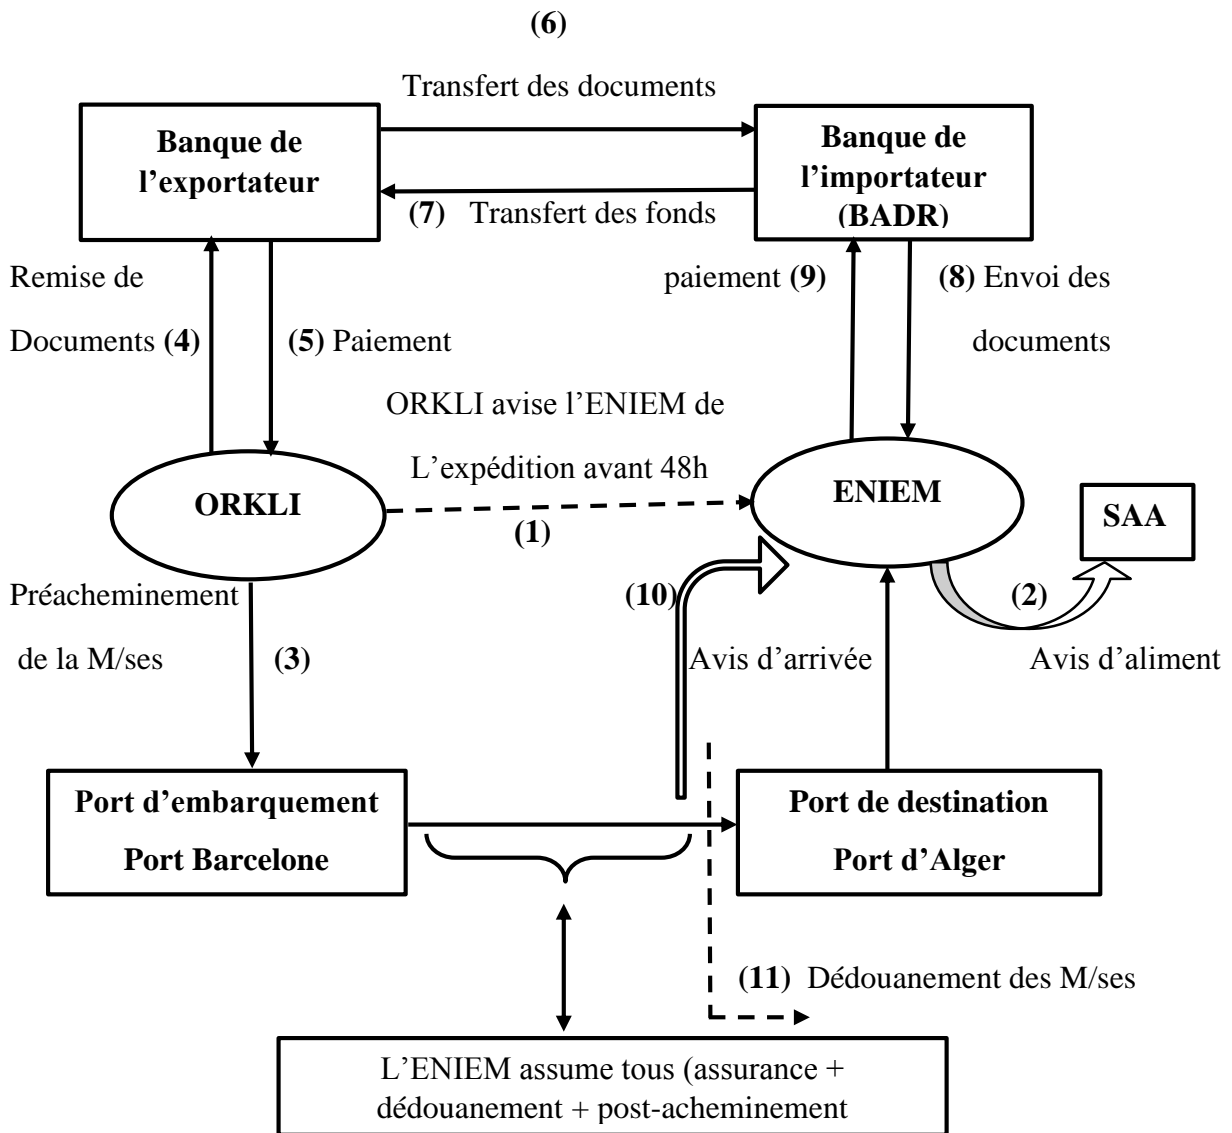 (6)
Transfert des documents
Banque de
l’exportateur
Banque de
l’importateur
(BADR)
(7) Transfert des fonds
Remise de
Documents (4)
(5) Paiement
paiement (9)
(8) Envoi des
documents
ORKLI avise l’ENIEM de
L’expédition avant 48h
(1)
ORKLI
ENIEM
SAA
(2)
Avis d’aliment
Préacheminement
de la M/ses
(3)
(10)
Avis d’arrivée
Port d’embarquement
Port Barcelone
Port de destination
Port d’Alger
(11) Dédouanement des M/ses
L’ENIEM assume tous (assurance +
dédouanement + post-acheminement